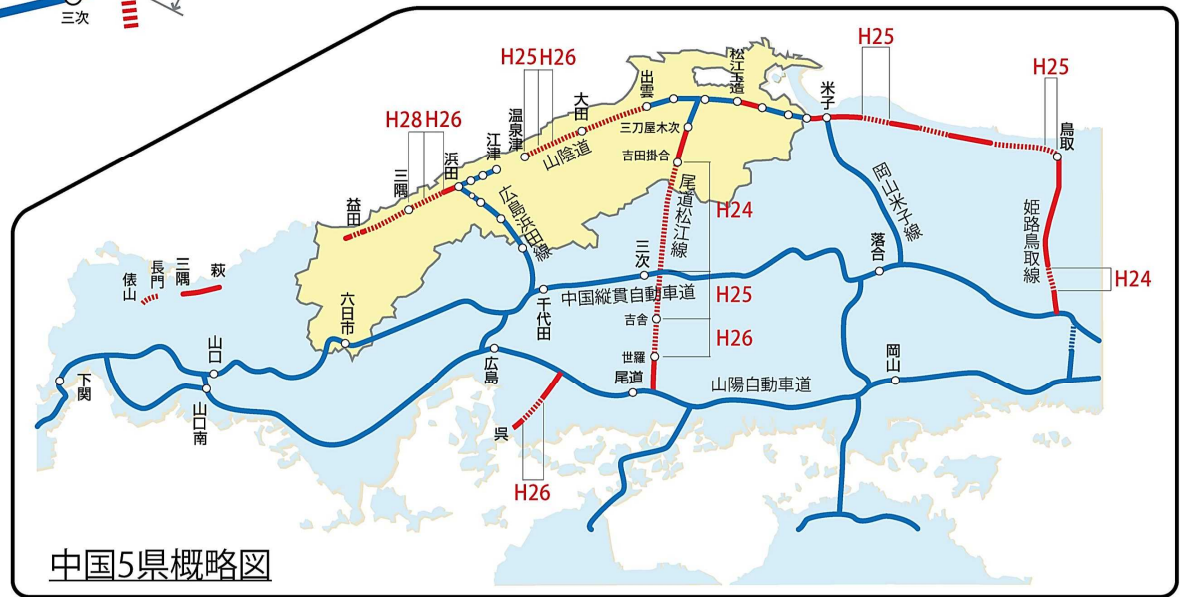 三次
H25
H25 H26
H25
松江玉造
出雲
米子
大田
温泉津
鳥取
三刀屋木次
H28 H26
江津
浜田
吉田掛合
山陰道
三隅
岡山米子線
尾道松江線
広島浜田線
益田
H24
姫路鳥取線
萩
三隅
長門
俵山
三次
落合
H24
中国縦貫自動車道
H25
六日市
千代田
吉舎
H26
山口
広島
世羅
岡山
下関
尾道
山陽自動車道
山口南
呉
H26
中国5県概略図